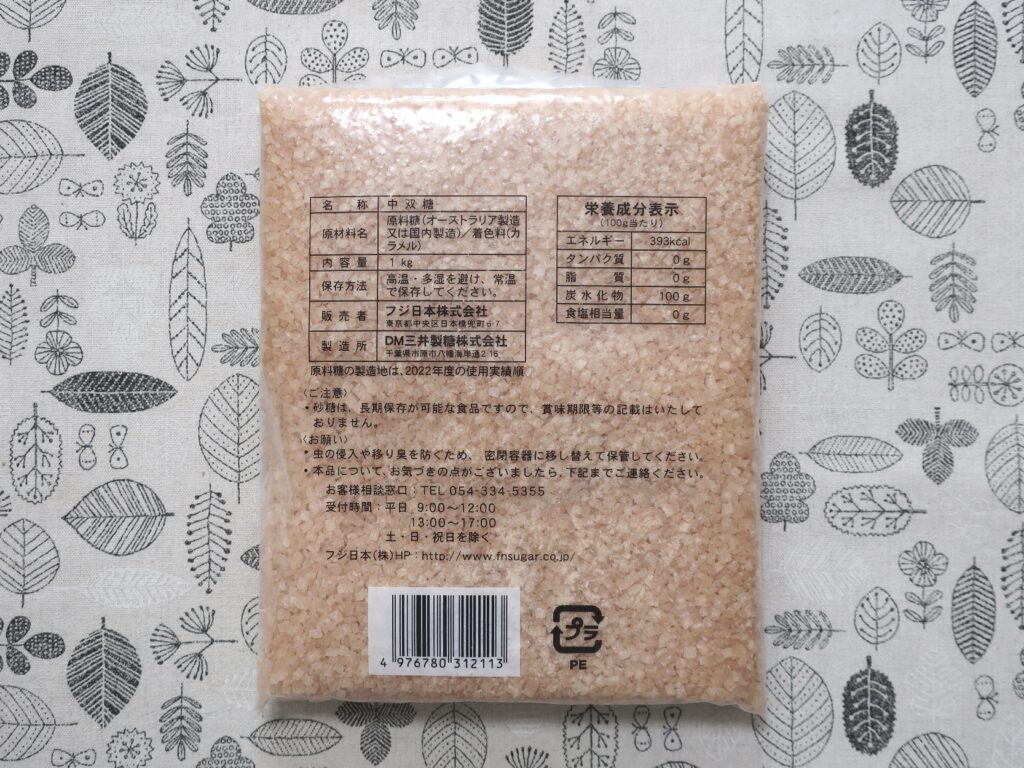 名称 中双糖
原材料名 原料糖(オーストラリア製造
又は国内製造)／着色料(カ
ラメル)
内容量 1kg
保存方法 高温・多湿を避け、常温
で保存してください。
販売者 フジ日本株式会社
東京都中央区日本橋兜町6-7
製造所 DM三井製糖株式会社
千葉県市原市八幡海岸通2-16
原料糖の製造地は、2022年度の使用実績順
栄養成分表示
(100g当たり)
エネルギー 393kcal
タンパク質 0g
脂質 0g
炭水化物 100g
食塩相当量 0g
〈ご注意〉
・砂糖は、長期保存が可能な食品ですので、賞味期限等の記載はいたして
おりません。
〈お願い〉
・虫の侵入や移り臭を防ぐため、密閉容器に移し替えて保管してください。
・本品について、お気づきの点がございましたら、下記までご連絡ください。
お客様相談窓口：TEL 054-334-5355
受付時間：平日 9:00〜12:00
13:00〜17:00
土・日・祝日を除く
フジ日本(株)HP：http://www.fnsugar.co.jp/
4 976780 312113
プラ
PE